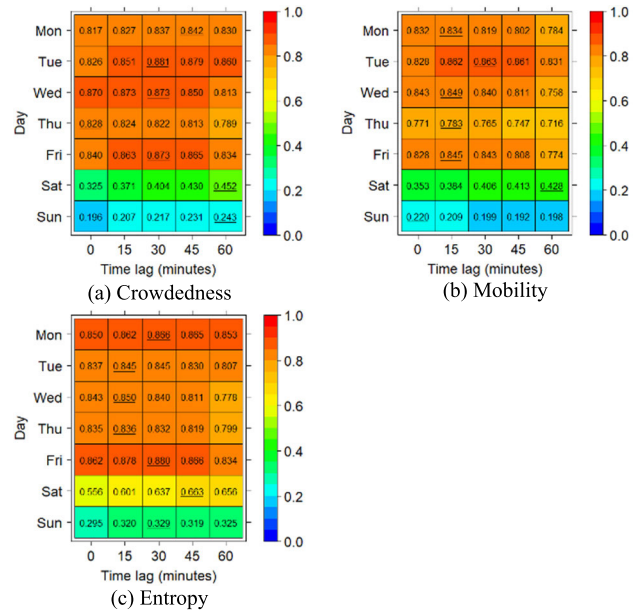 Day
Mon 0.817 0.827 0.837 0.842 0.830
Tue 0.826 0.851 0.881 0.879 0.860
Wed 0.870 0.873 0.873 0.850 0.813
Thu 0.828 0.824 0.822 0.813 0.789
Fri 0.840 0.863 0.873 0.865 0.834
Sat 0.325 0.371 0.404 0.430 0.452
Sun 0.196 0.207 0.217 0.231 0.243
0 15 30 45 60
Time lag (minutes)
1.0
0.8
0.6
0.4
0.2
0.0
(a) Crowdedness
Day
Mon 0.832 0.834 0.819 0.802 0.784
Tue 0.828 0.862 0.863 0.861 0.831
Wed 0.843 0.849 0.840 0.811 0.758
Thu 0.771 0.783 0.765 0.747 0.716
Fri 0.828 0.845 0.843 0.808 0.774
Sat 0.353 0.384 0.406 0.413 0.428
Sun 0.220 0.209 0.199 0.192 0.198
0 15 30 45 60
Time lag (minutes)
1.0
0.8
0.6
0.4
0.2
0.0
(b) Mobility
Day
Mon 0.850 0.862 0.866 0.865 0.853
Tue 0.837 0.845 0.845 0.830 0.807
Wed 0.843 0.850 0.840 0.811 0.778
Thu 0.835 0.836 0.832 0.819 0.799
Fri 0.862 0.878 0.880 0.866 0.834
Sat 0.556 0.601 0.637 0.663 0.656
Sun 0.295 0.320 0.329 0.319 0.325
0 15 30 45 60
Time lag (minutes)
1.0
0.8
0.6
0.4
0.2
0.0
(c) Entropy